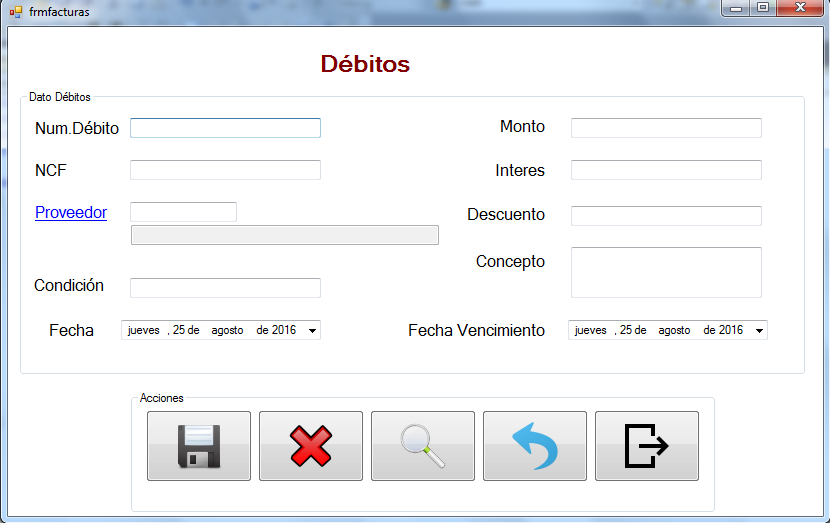 frmfacturas
Débitos
Dato Débitos
Num.Débito
Monto
NCF
Interes
Proveedor
Descuento
Concepto
Condición
Fecha
jueves , 25 de agosto de 2016
Fecha Vencimiento
jueves , 25 de agosto de 2016
Acciones